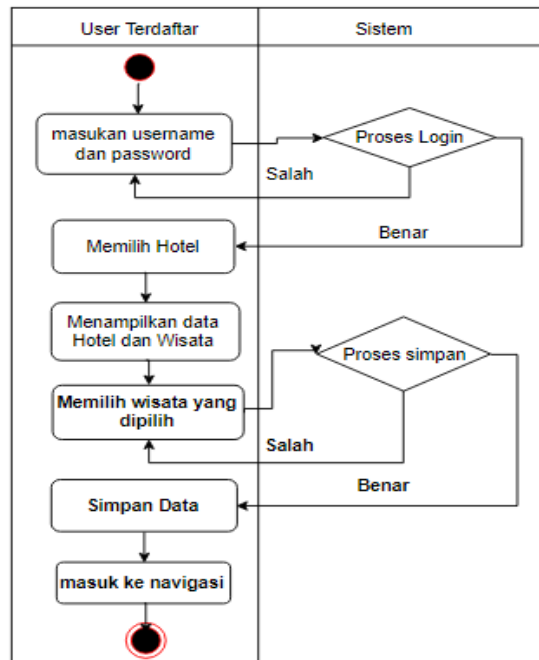 User Terdaftar
Sistem
masukan username
dan password
Proses Login
Salah
Benar
Memilih Hotel
Menampilkan data
Hotel dan Wisata
Proses simpan
Memilih wisata yang
dipilih
Salah
Benar
Simpan Data
masuk ke navigasi